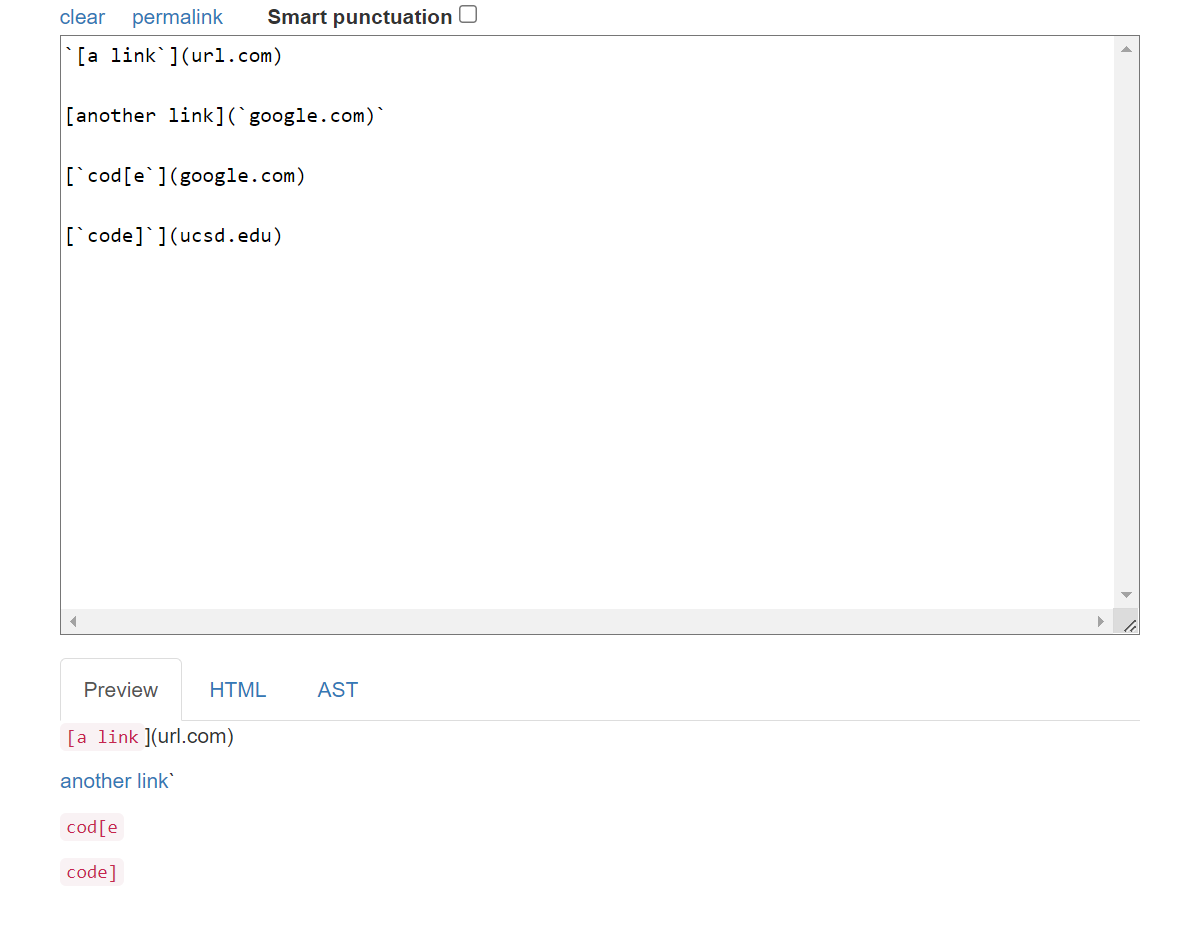 clear permalink Smart punctuation
`[a link`](url.com)
[another link](`google.com)`
[`cod[e`](google.com)
[`code]`](ucsd.edu)
Preview HTML AST
[a link](url.com)
another link`
cod[e
code]